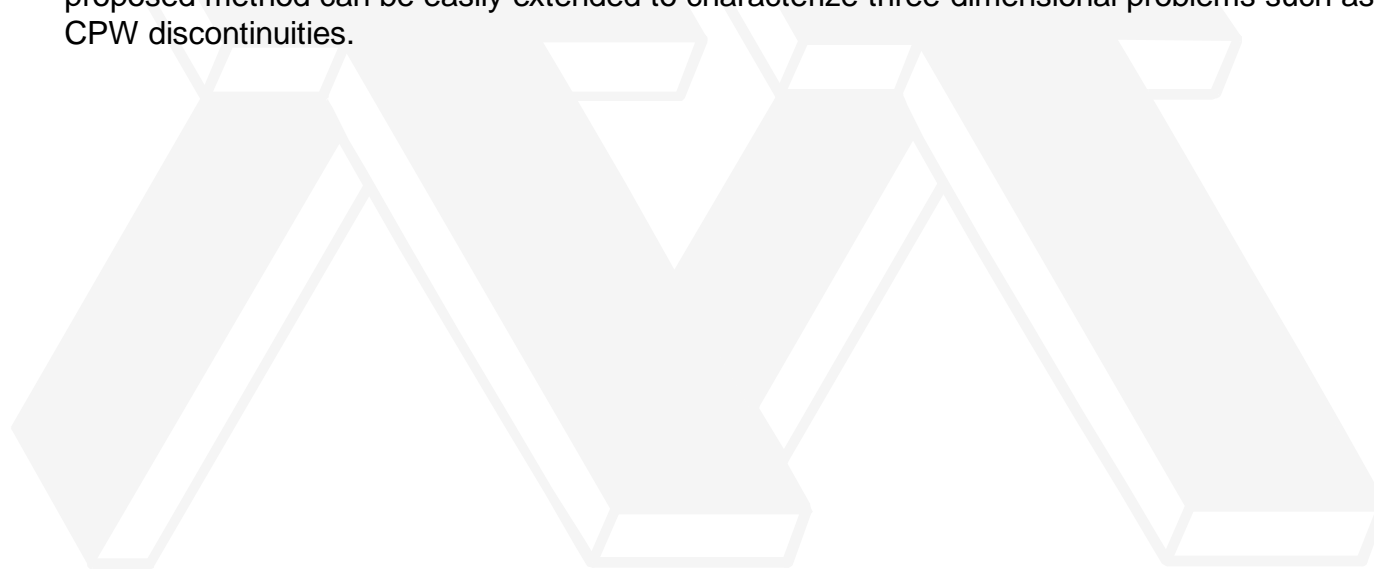 proposed method can be easily extended to characterize three-dimensional problems such as
CPW discontinuities.